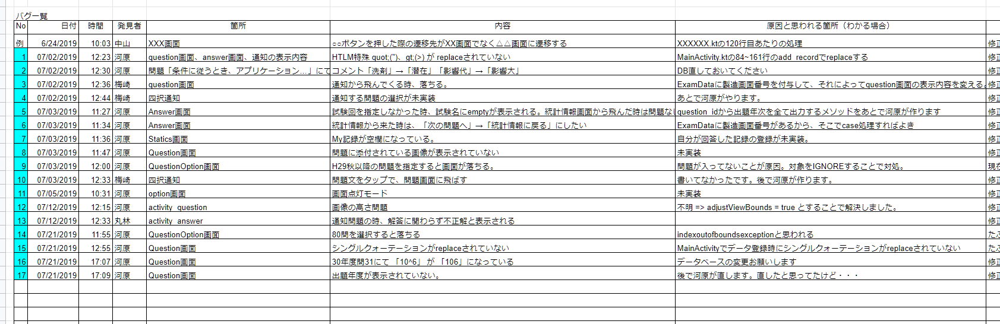 バグ一覧
No 日付 時間 発見者 箇所 内容 原因と思われる箇所（わかる場合）
例 6/24/2019 10:03 中山 XXX画面 ○○ボタンを押した際の遷移先がXX画面でなく△△画面に遷移する XXXXXX.ktの120行目あたりの処理 修正
1 07/02/2019 12:23 河原 question画面、answer画面、通知の表示内容 HTLM特殊 quot;(")、gt;(>) が replaceされていない MainActivity.ktの84~161行のadd_recordでreplaceする 修正
2 07/02/2019 12:30 河原 問題「条件に従うとき、アプリケーション…」にて コメント「洗剤」→「潜在」「影響代」→「影響大」 DB直しておいてください 修正
3 07/02/2019 12:36 梅崎 question画面 通知から飛んでくる時、落ちる。 ExamDataに製造画面番号を付与して、それによってquestion画面の表示内容を変える。 修正
4 07/02/2019 12:44 梅崎 四択通知 通知する問題の選択が未実装 あとで河原がやります。 修正
5 07/03/2019 11:27 河原 Answer画面 試験回を指定しなかった時、試験名にemptyが表示される。統計情報画面から飛んだ時は問題ない question_idから出題年次を全て出力するメソッドをあとで河原が作ります 修正
6 07/03/2019 11:34 河原 Answer画面 統計情報から来た時は、「次の問題へ」→「統計情報に戻る」にしたい ExamDataに製造画面番号があるから、そこでcase処理すればよき 修正
7 07/03/2019 11:36 河原 Statics画面 My記録が空欄になっている。 自分が回答した記録の登録が未実装。 修正
8 07/03/2019 11:47 河原 Question画面 問題に添付されている画像が表示されていない 未実装 修正
9 07/03/2019 12:00 河原 QuestionOption画面 H29秋以降の問題を指定すると画面が落ちる。 問題が入ってないことが原因。対象をIGNOREすることで対処。 現在
10 07/03/2019 12:33 梅崎 四択通知 問題文をタップで、問題画面に飛ばす 書いてなかったです。後で河原が作ります。 修正
11 07/05/2019 10:31 河原 option画面 画面点灯モード 未実装 修正
12 07/12/2019 12:15 河原 activity_question 画像の高さ問題 不明 => adjustViewBounds = true とすることで解決しました。 修正
13 07/12/2019 12:33 丸林 activity_answer 通知問題の時、解答に関わらず不正解と表示される 修正
14 07/21/2019 11:55 河原 QuestionOption画面 80問を選択すると落ちる indexoutofboundsexceptionと思われる たぶ
15 07/21/2019 12:55 河原 Question画面 シングルクォーテーションがreplaceされていない MainActivityでデータ登録時にシングルクォーテーションがreplaceされていない たぶ
16 07/21/2019 17:07 河原 Question画面 30年度問31にて 「10^6」 が 「106」になっている データベースの変更お願いします 修正
17 07/21/2019 17:09 河原 Question画面 出題年度が表示されていない。 後で河原が直します。直したと思ってたけど・・・ 修正